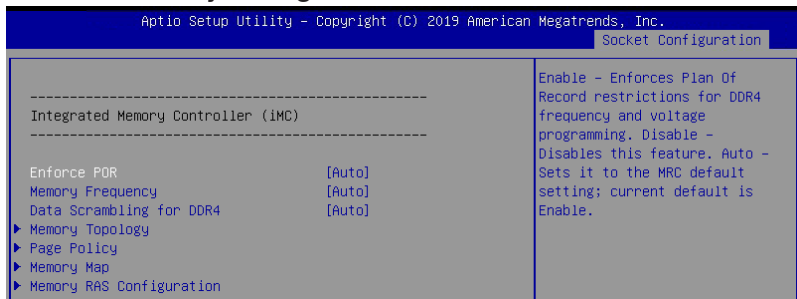 Aptio Setup Utility – Copyright (C) 2019 American Megatrends, Inc.
Socket Configuration
Integrated Memory Controller (iMC)
Enforce POR [Auto]
Memory Frequency [Auto]
Data Scrambling for DDR4 [Auto]
Memory Topology
Page Policy
Memory Map
Memory RAS Configuration
Enable – Enforces Plan Of
Record restrictions for DDR4
frequency and voltage
programming. Disable –
Disables this feature. Auto –
Sets it to the MRC default
setting; current default is
Enable.